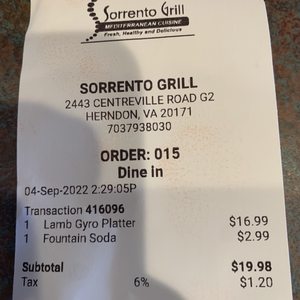 Sorrento Grill
MEDITERRANEAN CUISINE
Fresh, Healthy and Delicious
SORRENTO GRILL
2443 CENTREVILLE ROAD G2
HERNDON, VA 20171
7037938030
ORDER: 015
Dine in
04-Sep-2022 2:29:05P
Transaction 416096
1 Lamb Gyro Platter $16.99
1 Fountain Soda $2.99
Subtotal $19.98
Tax 6% $1.20